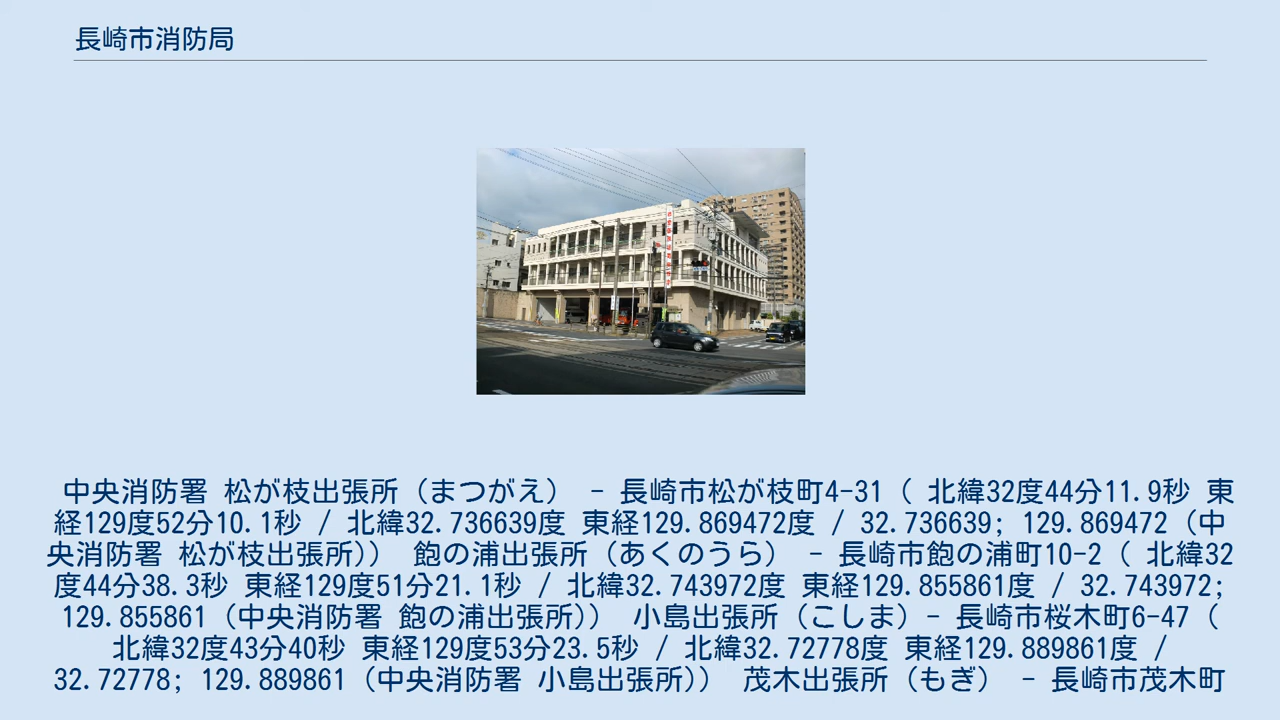 長崎市消防局
中央消防署 松が枝出張所（まつがえ） - 長崎市松が枝町4-31（ 北緯32度44分11.9秒 東
経129度52分10.1秒 / 北緯32.736639度 東経129.869472度 / 32.736639; 129.869472（中
央消防署 松が枝出張所）） 飽の浦出張所（あくのうら） - 長崎市飽の浦町10-2（ 北緯32
度44分38.3秒 東経129度51分21.1秒 / 北緯32.743972度 東経129.855861度 / 32.743972;
129.855861（中央消防署 飽の浦出張所）） 小島出張所（こしま）- 長崎市桜木町6-47（
北緯32度43分40秒 東経129度53分23.5秒 / 北緯32.72778度 東経129.889861度 /
32.72778; 129.889861（中央消防署 小島出張所）） 茂木出張所（もぎ） - 長崎市茂木町